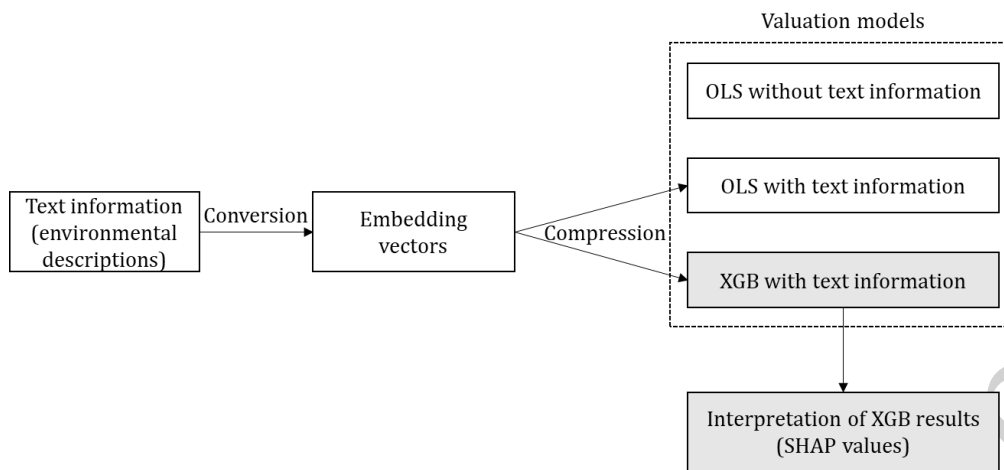 Valuation models
OLS without text information
OLS with text information
Text information
(environmental
descriptions)
Conversion
Embedding
vectors
Compression
XGB with text information
Interpretation of XGB results
(SHAP values)